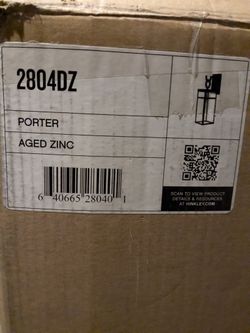 2804DZ
PORTER
AGED ZINC
6 40665 28040 1
SCAN TO VIEW PRODUCT
DETAILS & RESOURCES
AT HINKLEY.COM